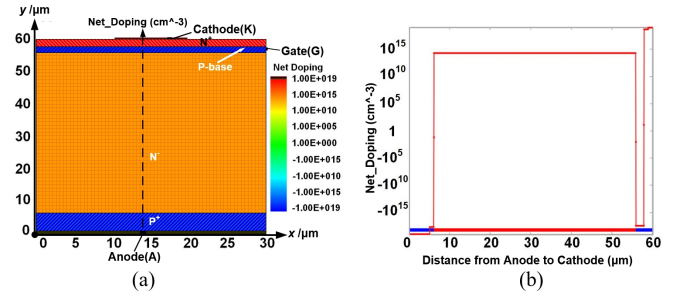 y /μm
Net_Doping (cm^-3)
Cathode(K)
N+
Gate(G)
P-base
60
50
40
30
20
10
0
N-
P+
0 5 10 15 20 25 30
x /μm
Anode(A)
Net Doping
1.00E+019
1.00E+015
1.00E+010
1.00E+005
1.00E+000
-1.00E+015
-1.00E+010
-1.00E+015
-1.00E+019
(a)
Net_Doping (cm^-3)
10^15
10^10
10^5
1
-10^5
-10^10
-10^15
0 10 20 30 40 50 60
Distance from Anode to Cathode (μm)
(b)